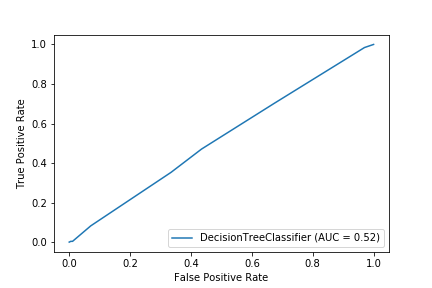 1.0
0.8
0.6
0.4
0.2
0.0
True Positive Rate
DecisionTreeClassifier (AUC = 0.52)
0.0 0.2 0.4 0.6 0.8 1.0
False Positive Rate